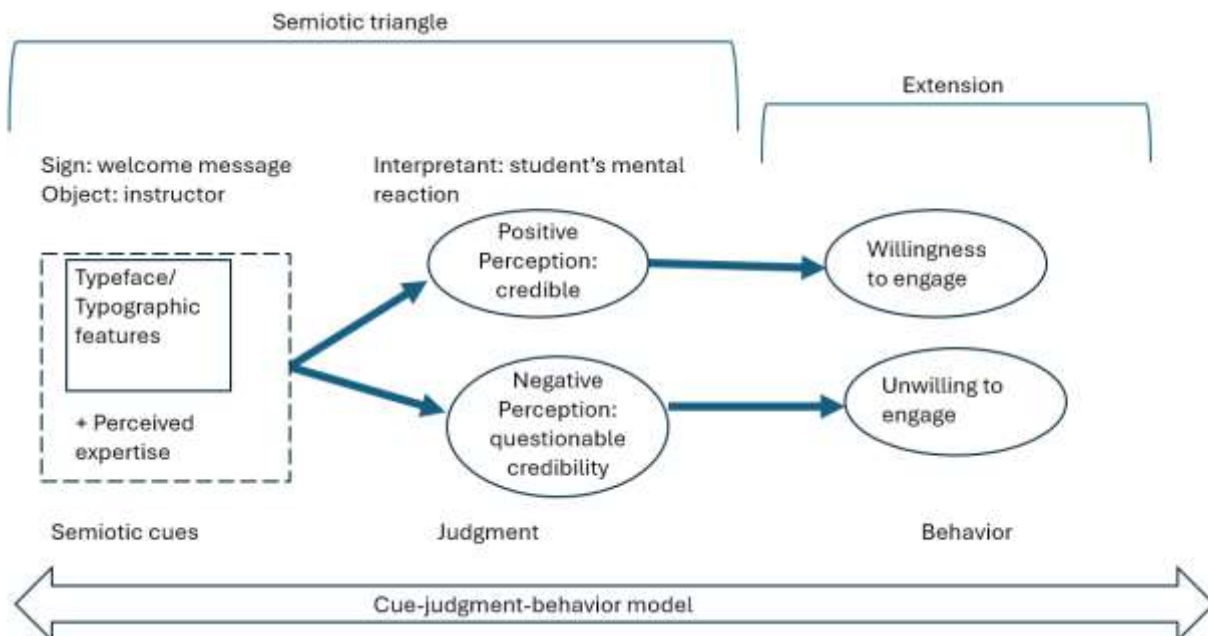 Semiotic triangle
Extension
Sign: welcome message
Object: instructor
Interpretant: student's mental
reaction
Typeface/
Typographic
features
+ Perceived
expertise
Positive
Perception:
credible
Negative
Perception:
questionable
credibility
Willingness
to engage
Unwilling to
engage
Semiotic cues
Judgment
Behavior
Cue-judgment-behavior model